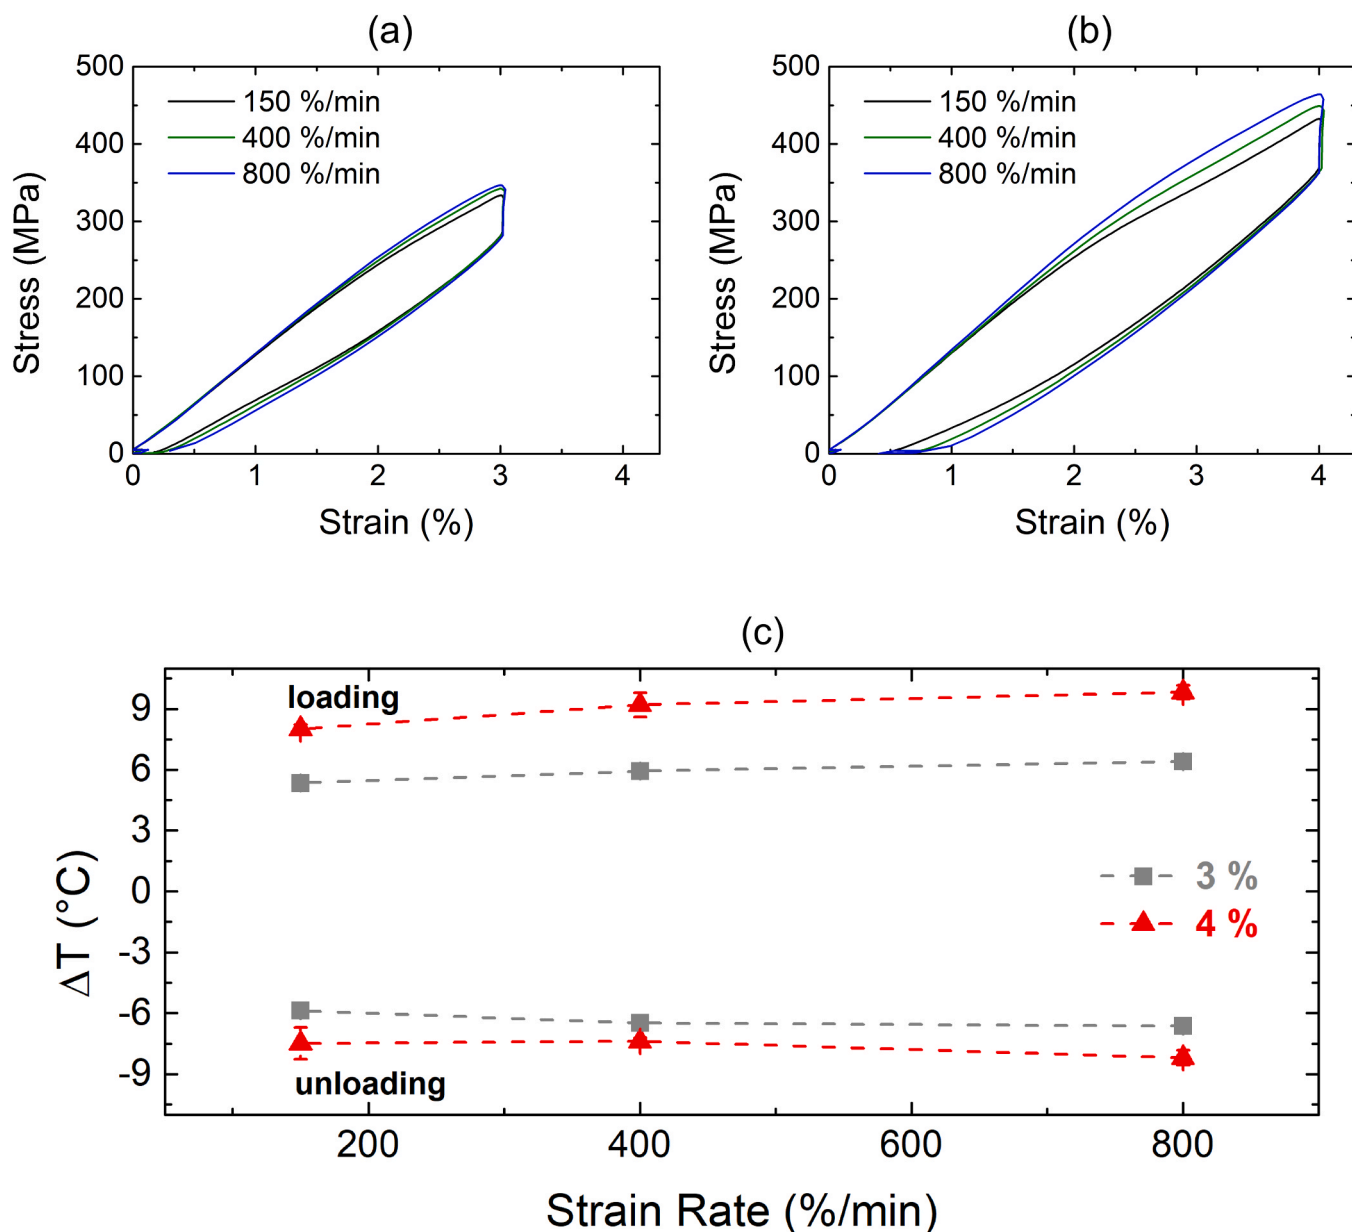 (a)
500
400
300
200
100
0
Stress (MPa)
150 %/min
400 %/min
800 %/min
0 1 2 3 4
Strain (%)
(b)
500
400
300
200
100
0
Stress (MPa)
150 %/min
400 %/min
800 %/min
0 1 2 3 4
Strain (%)
(c)
9
6
3
0
-3
-6
-9
ΔT (°C)
loading
3 %
4 %
unloading
200 400 600 800
Strain Rate (%/min)